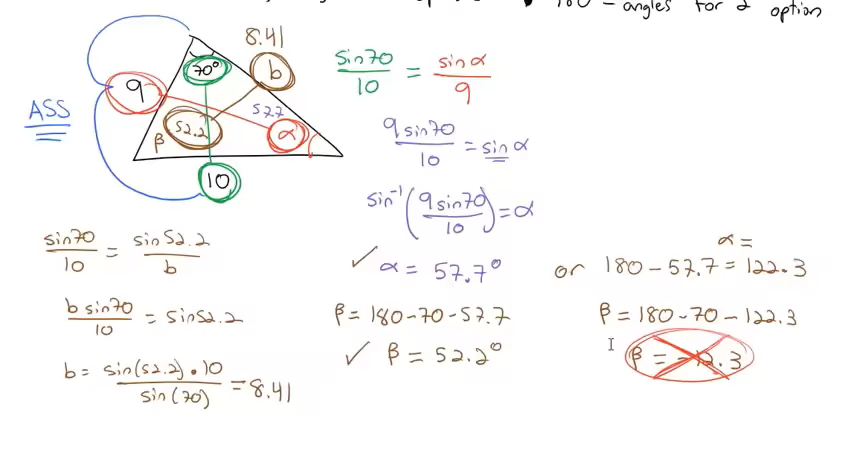 180 - angles for 2 option
8.41
70°
b
9
57.7
ASS
β
52.2
α
10
sin70/10 = sinα/9
9sin70/10 = sinα
sin⁻¹(9sin70/10) = α
✓ α = 57.7°
or
α =
180 - 57.7 = 122.3
β = 180-70-57.7
✓ β = 52.2°
β = 180-70-122.3
β = -12.3
sin70/10 = sin52.2/b
b sin70/10 = sin52.2
b = sin(52.2)·10/sin(70) = 8.41